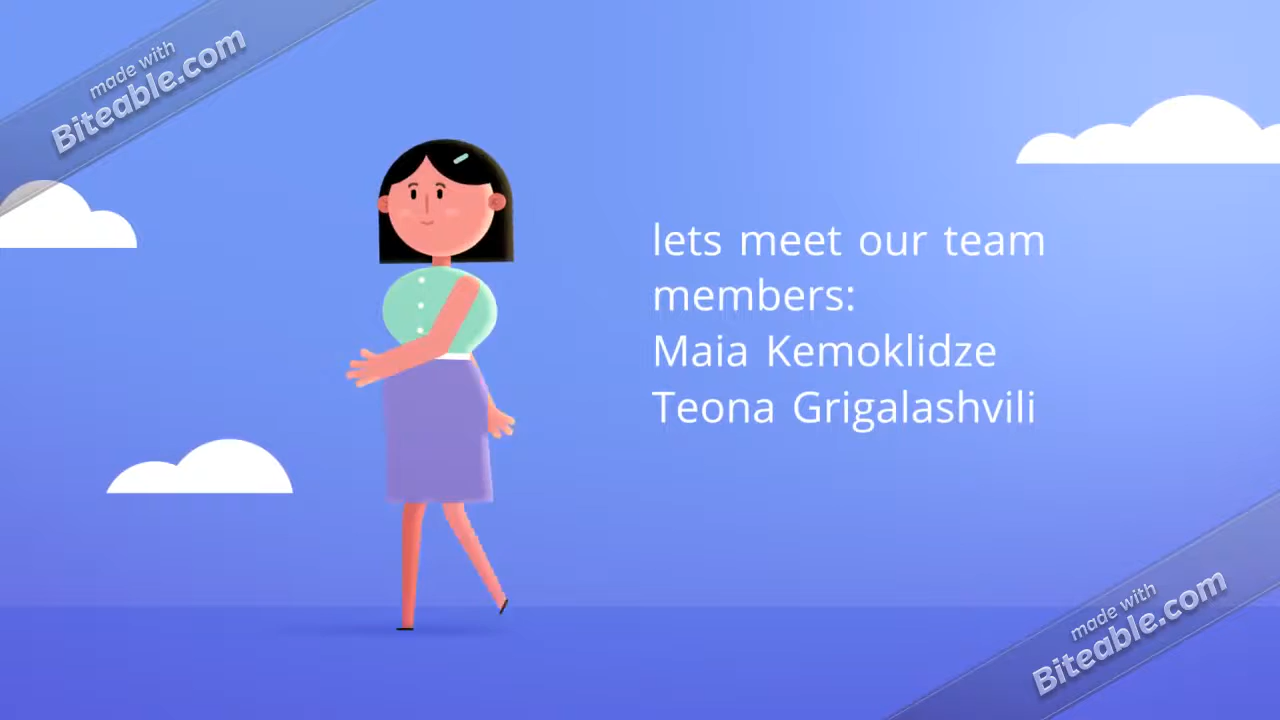 made with
Biteable.com
lets meet our team
members:
Maia Kemoklidze
Teona Grigalashvili
made with
Biteable.com